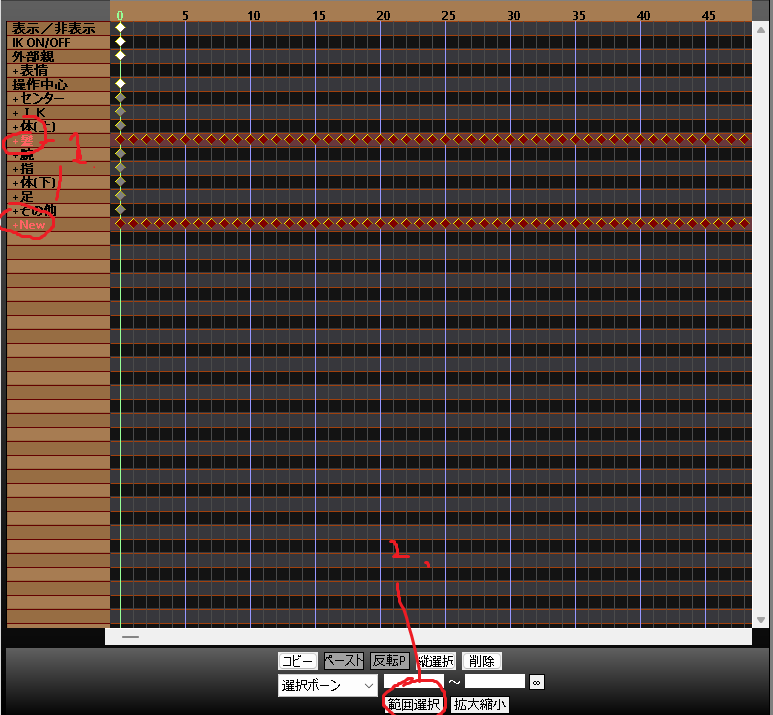 0 5 10 15 20 25 30 35 40 45
表示／非表示
IK ON/OFF
外部親
+表情
操作中心
+センター
+ＩＫ
+体(上)
+腕
+指
+体(下)
+足
+その他
+New
1
2.
コピー ペースト 反転P 縦選択 削除
選択ボーン ～ ∞
範囲選択 拡大縮小